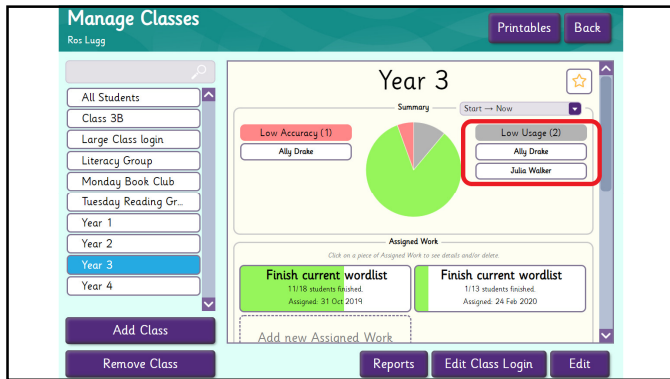 Manage Classes
Ros Lugg
Printables
Back
All Students
Class 3B
Large Class login
Literacy Group
Monday Book Club
Tuesday Reading Gr...
Year 1
Year 2
Year 3
Year 4
Add Class
Remove Class
Year 3
Summary
Start → Now
Low Accuracy (1)
Ally Drake
Low Usage (2)
Ally Drake
Julia Walker
Assigned Work
Click on a piece of Assigned Work to see details and/or delete.
Finish current wordlist
11/18 students finished.
Assigned: 31 Oct 2019
Finish current wordlist
1/13 students finished.
Assigned: 24 Feb 2020
Add new Assigned Work
Reports
Edit Class Login
Edit